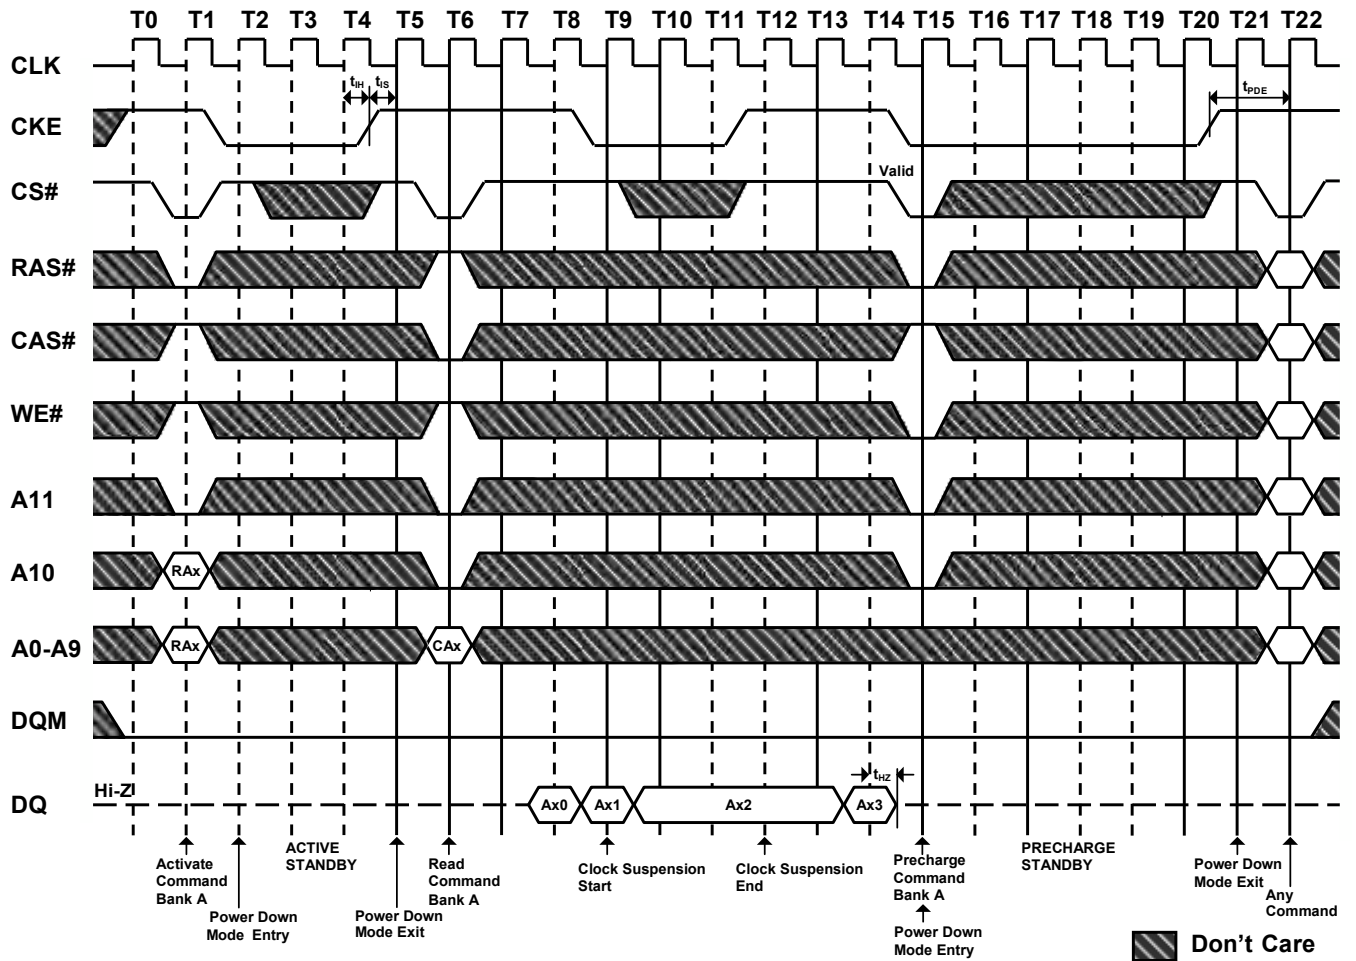 T0 T1 T2 T3 T4 T5 T6 T7 T8 T9 T10 T11 T12 T13 T14 T15 T16 T17 T18 T19 T20 T21 T22
CLK
tIH tIS
tPDE
CKE
Valid
CS#
RAS#
CAS#
WE#
A11
A10
RAx
A0-A9
RAx
CAx
DQM
Hi-Z
tHZ
DQ
Ax0
Ax1
Ax2
Ax3
Activate
Command
Bank A
Power Down
Mode Entry
ACTIVE
STANDBY
Power Down
Mode Exit
Read
Command
Bank A
Clock Suspension
Start
Clock Suspension
End
Precharge
Command
Bank A
Power Down
Mode Entry
PRECHARGE
STANDBY
Power Down
Mode Exit
Any
Command
Don't Care